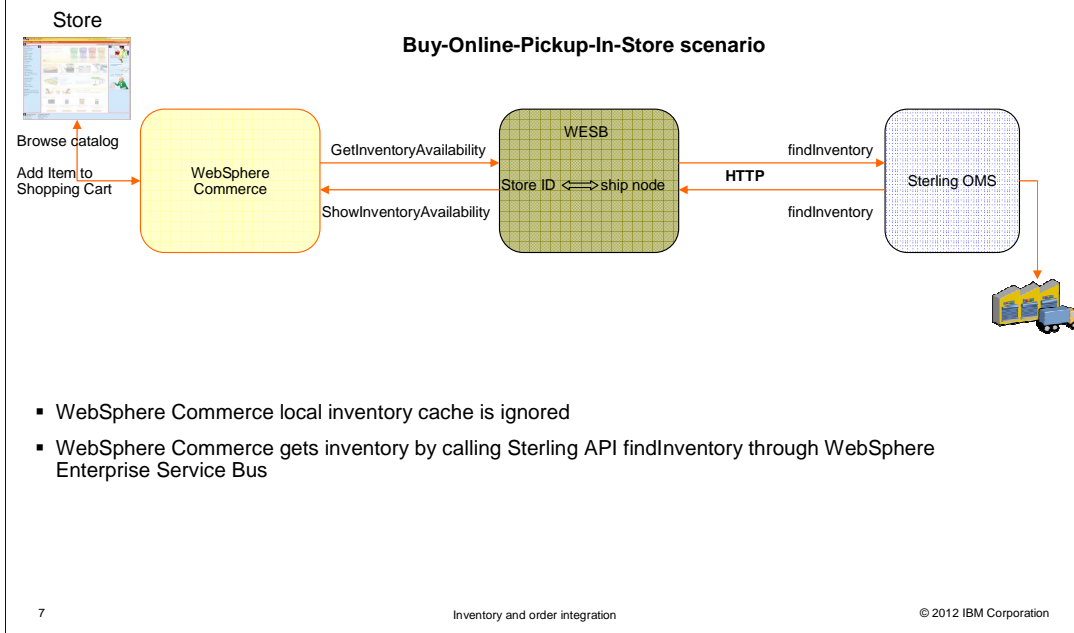 Store
Buy-Online-Pickup-In-Store scenario
Browse catalog
Add Item to
Shopping Cart
WebSphere
Commerce
GetInventoryAvailability
ShowInventoryAvailability
WESB
Store ID ⇔ ship node
findInventory
HTTP
findInventory
Sterling OMS
▪ WebSphere Commerce local inventory cache is ignored
▪ WebSphere Commerce gets inventory by calling Sterling API findInventory through WebSphere
Enterprise Service Bus
7
Inventory and order integration
© 2012 IBM Corporation